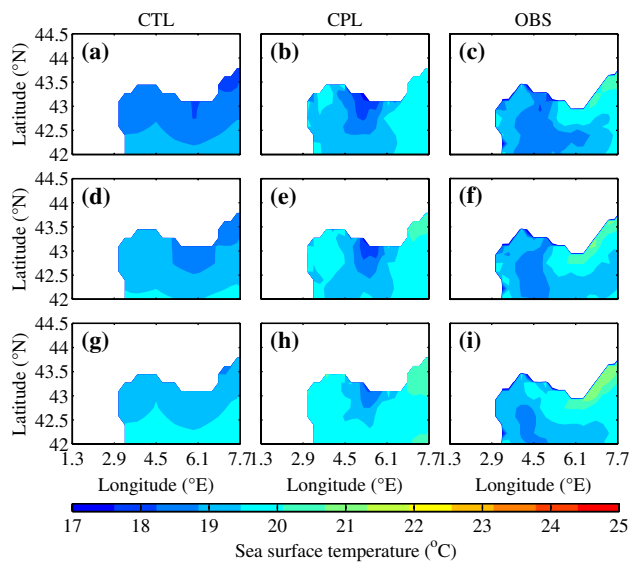 CTL CPL OBS
44.5 (a) (b) (c)
44
43.5
43
42.5
42
Latitude (°N)
44.5 (d) (e) (f)
44
43.5
43
42.5
42
Latitude (°N)
44.5 (g) (h) (i)
44
43.5
43
42.5
42
Latitude (°N)
1.3 2.9 4.5 6.1 7.71.3 2.9 4.5 6.1 7.71.3 2.9 4.5 6.1 7.7
Longitude (°E) Longitude (°E) Longitude (°E)
17 18 19 20 21 22 23 24 25
Sea surface temperature (°C)